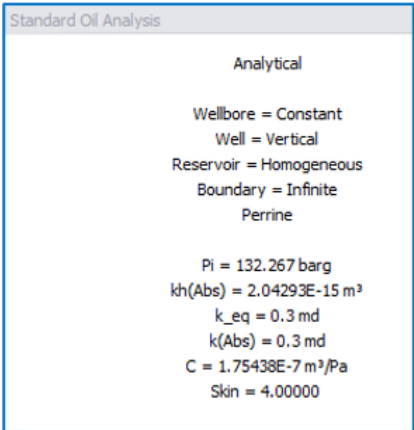 Standard Oil Analysis
Analytical
Wellbore = Constant
Well = Vertical
Reservoir = Homogeneous
Boundary = Infinite
Perrine
Pi = 132.267 barg
kh(Abs) = 2.04293E-15 m³
k_eq = 0.3 md
k(Abs) = 0.3 md
C = 1.75438E-7 m³/Pa
Skin = 4.00000